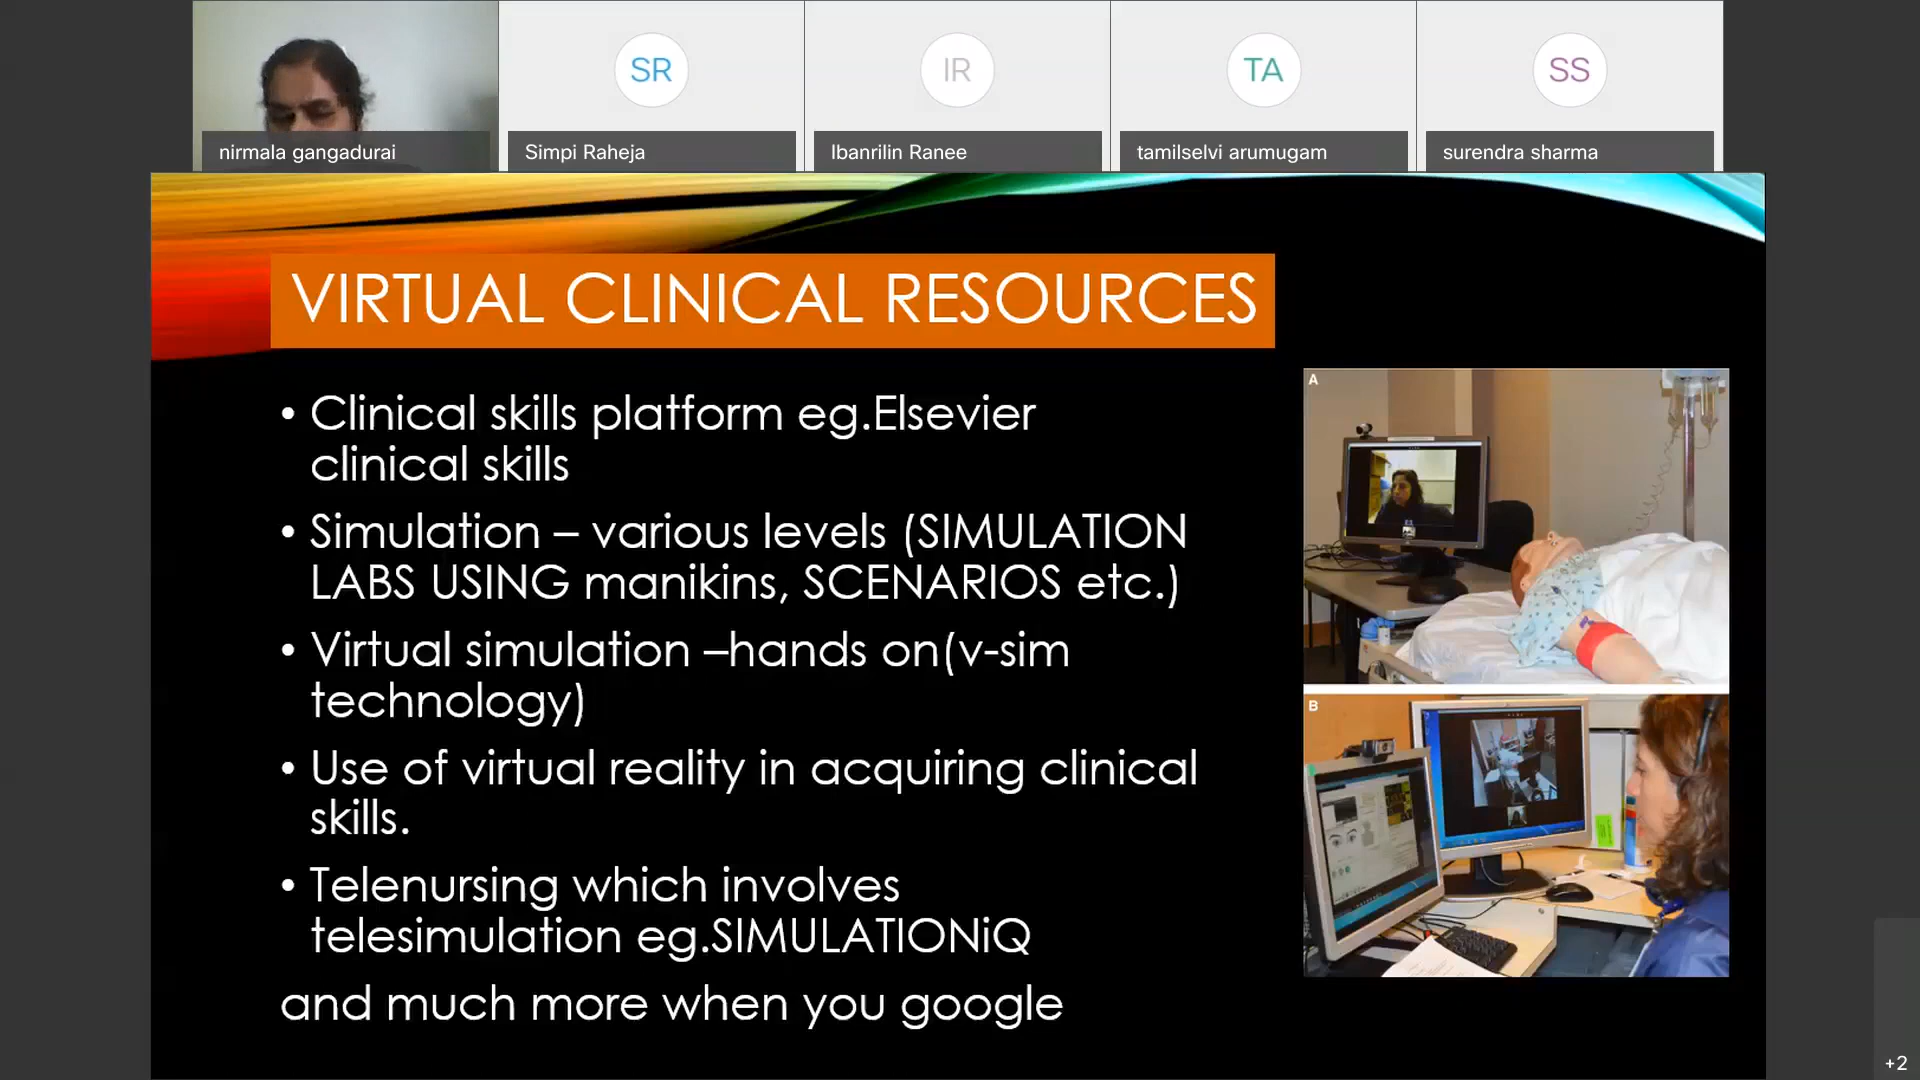 SR
IR
TA
SS
nirmala gangadurai
Simpi Raheja
Ibanrilin Ranee
tamilselvi arumugam
surendra sharma
VIRTUAL CLINICAL RESOURCES
• Clinical skills platform eg.Elsevier
clinical skills
• Simulation – various levels (SIMULATION
LABS USING manikins, SCENARIOS etc.)
• Virtual simulation –hands on(v-sim
technology)
• Use of virtual reality in acquiring clinical
skills.
• Telenursing which involves
telesimulation eg.SIMULATIONiQ
and much more when you google
A
B
+2